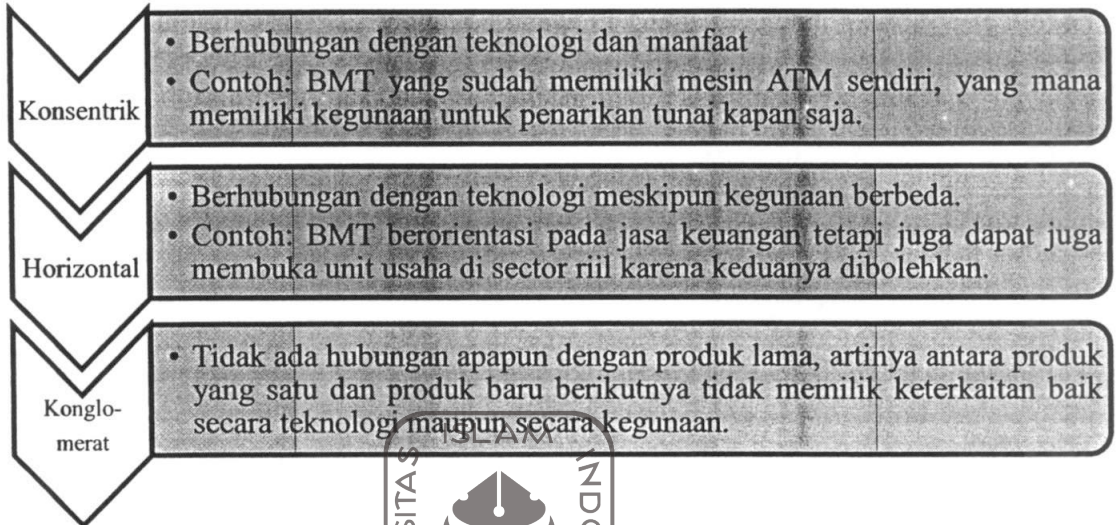 Konsentrik
• Berhubungan dengan teknologi dan manfaat
• Contoh: BMT yang sudah memiliki mesin ATM sendiri, yang mana
memiliki kegunaan untuk penarikan tunai kapan saja.
Horizontal
• Berhubungan dengan teknologi meskipun kegunaan berbeda.
• Contoh: BMT berorientasi pada jasa keuangan tetapi juga dapat juga
membuka unit usaha di sector riil karena keduanya dibolehkan.
Konglo-
merat
• Tidak ada hubungan apapun dengan produk lama, artinya antara produk
yang satu dan produk baru berikutnya tidak memilik keterkaitan baik
secara teknologi maupun secara kegunaan.
ISLAM